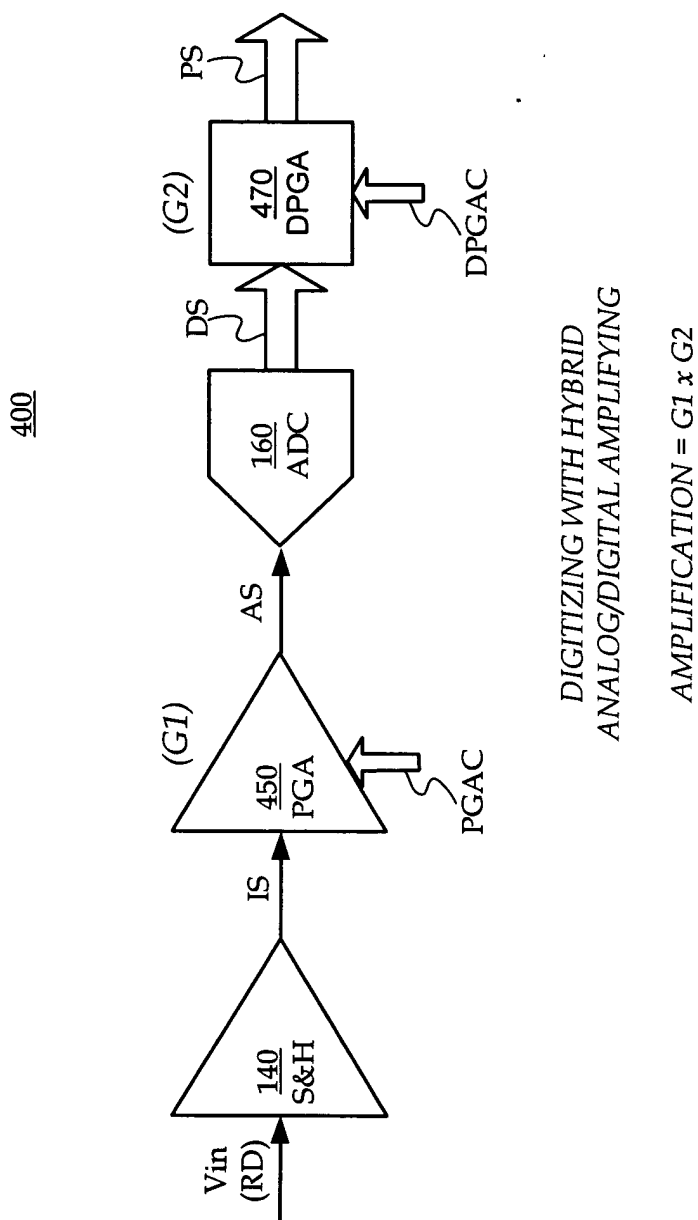 400
Vin
(RD)
140
S&H
IS
(G1)
450
PGA
PGAC
AS
160
ADC
DS
(G2)
470
DPGA
DPGAC
PS
DIGITIZING WITH HYBRID
ANALOG/DIGITAL AMPLIFYING
AMPLIFICATION = G1 x G2